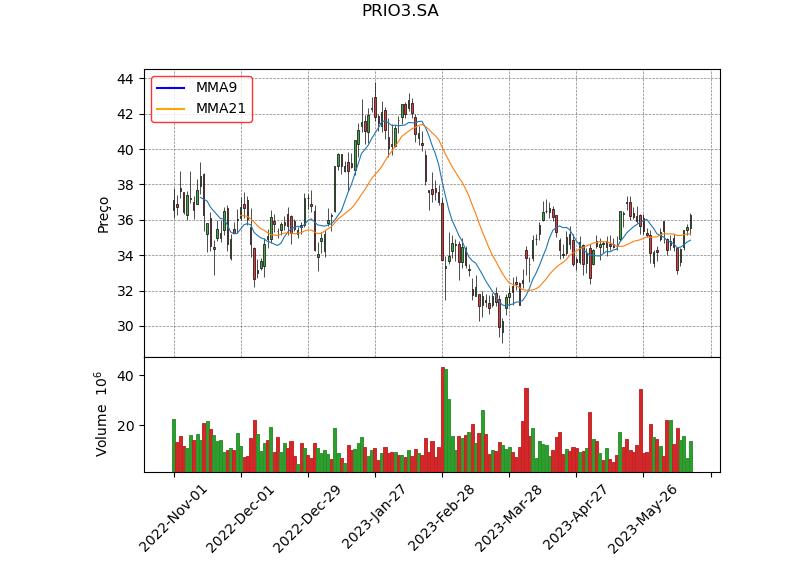 PRIO3.SA
MMA9
MMA21
Preço
44
42
40
38
36
34
32
30
Volume 10⁶
40
20
2022-Nov-01
2022-Dec-01
2022-Dec-29
2023-Jan-27
2023-Feb-28
2023-Mar-28
2023-Apr-27
2023-May-26